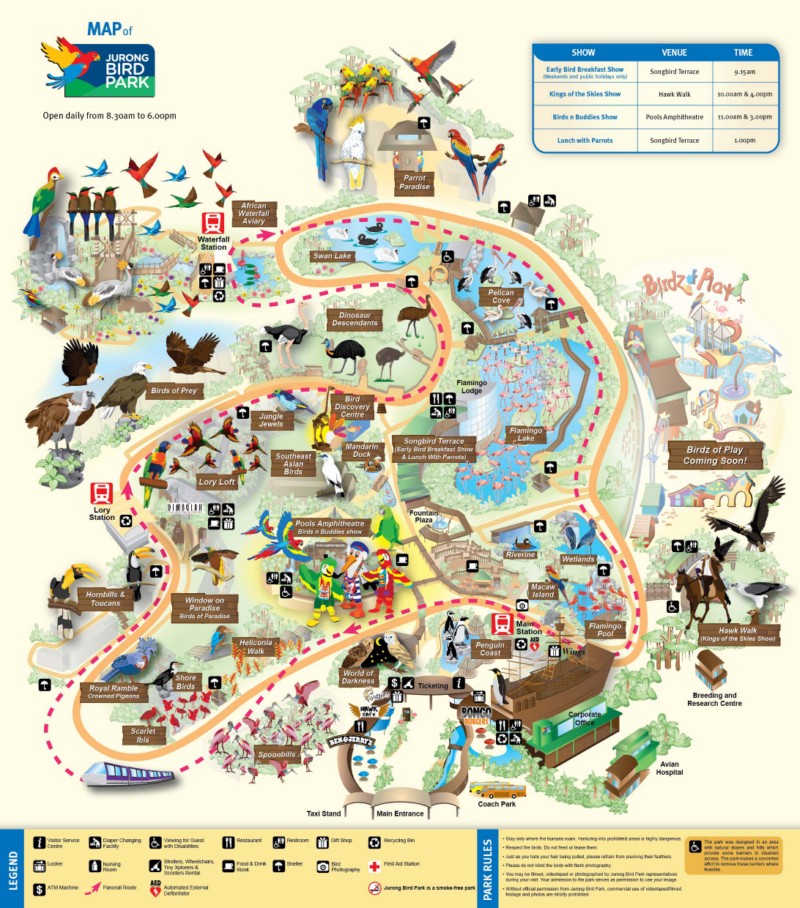 MAP of
JURONG
BIRD
PARK
Open daily from 8.30am to 6.00pm
SHOW VENUE TIME
Early Bird Breakfast Show
(Weekends and public holidays only)
Songbird Terrace
9.15am
Kings of the Skies Show Hawk Walk 10.00am & 4.00pm
Birds n Buddies Show Pools Amphitheatre 11.00am & 3.00pm
Lunch with Parrots Songbird Terrace 1.00pm
Parrot
Paradise
African
Waterfall
Aviary
Waterfall
Station
Swan Lake
Pelican
Cove
Birdz of Play
Dinosaur
Descendants
Birds of Prey
Flamingo
Lodge
Jungle
Jewels
Bird
Discovery
Centre
Flamingo
Lake
Songbird Terrace
(Early Bird Breakfast Show
& Lunch With Parrots)
Mandarin
Duck
Southeast
Asian
Birds
Birdz of Play
Coming Soon!
Lory Loft
Lory
Station
Pools Amphitheatre
Birds n Buddies show
Fountain
Plaza
Riverine
Wetlands
Macaw
Island
Hornbills &
Toucans
Window on
Paradise
Birds of Paradise
Main
Station
AED
Flamingo
Pool
Hawk Walk
(Kings of the Skies Show)
Heliconia
Walk
Penguin
Coast
Wings
World of
Darkness
Royal Ramble
Crowned Pigeons
Shore
Birds
Ticketing
$
Breeding and
Research Centre
Scarlet
Ibis
HAWK
CAFE
BONGO
BURGERS
Corporate
Office
Spoonbills
BEN&JERRY'S
Avian
Hospital
Coach Park
Taxi Stand
Main Entrance
LEGEND
Visitor Service
Centre
Diaper Changing
Facility
Viewing for Guest
with Disabilities
Restaurant
Restroom
Gift Shop
Recycling Bin
Locker
Nursing
Room
Strollers, Wheelchairs,
Tiny Xplorers &
Scooters Rental
Food & Drink
Kiosk
Shelter
Bird
Photography
First Aid Station
$
ATM Machine
Panorail Route
AED
Automated External
Defibrillator
Jurong Bird Park is a smoke-free park
PARK RULES
• Stay only where the humans roam. Venturing into prohibited areas is highly dangerous.
• Respect the birds. Do not feed or tease them.
• Just as you hate your hair being pulled, please refrain from plucking their feathers.
• Please do not blind the birds with flash photography.
• You may be filmed, videotaped or photographed by Jurong Bird Park representatives
during your visit. Your admission to the park serves as permission to use your image.
• Without official permission from Jurong Bird Park, commercial use of videotaped/filmed
footage and photos are strictly prohibited.
The park was designed in an area
with natural slopes and hills which
provide some barriers to disabled
access. The park makes a concerted
effort to remove these barriers where
feasible.